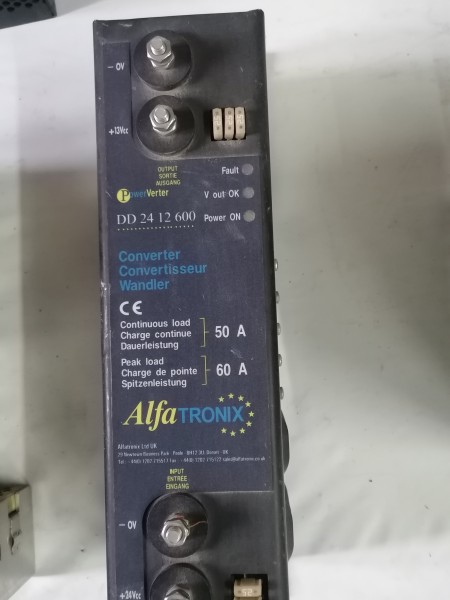 - 0V
+13Vcc
OUTPUT
SORTIE
AUSGANG
Fault
PowerVerter
V out OK
DD 24 12 600
Power ON
Converter
Convertisseur
Wandler
CE
Continuous load
Charge continue
Dauerleistung
50 A
Peak load
Charge de pointe
Spitzenleistung
60 A
AlfaTRONIX
Alfatronix Ltd UK
INPUT
ENTREE
EINGANG
- 0V
+24Vcc